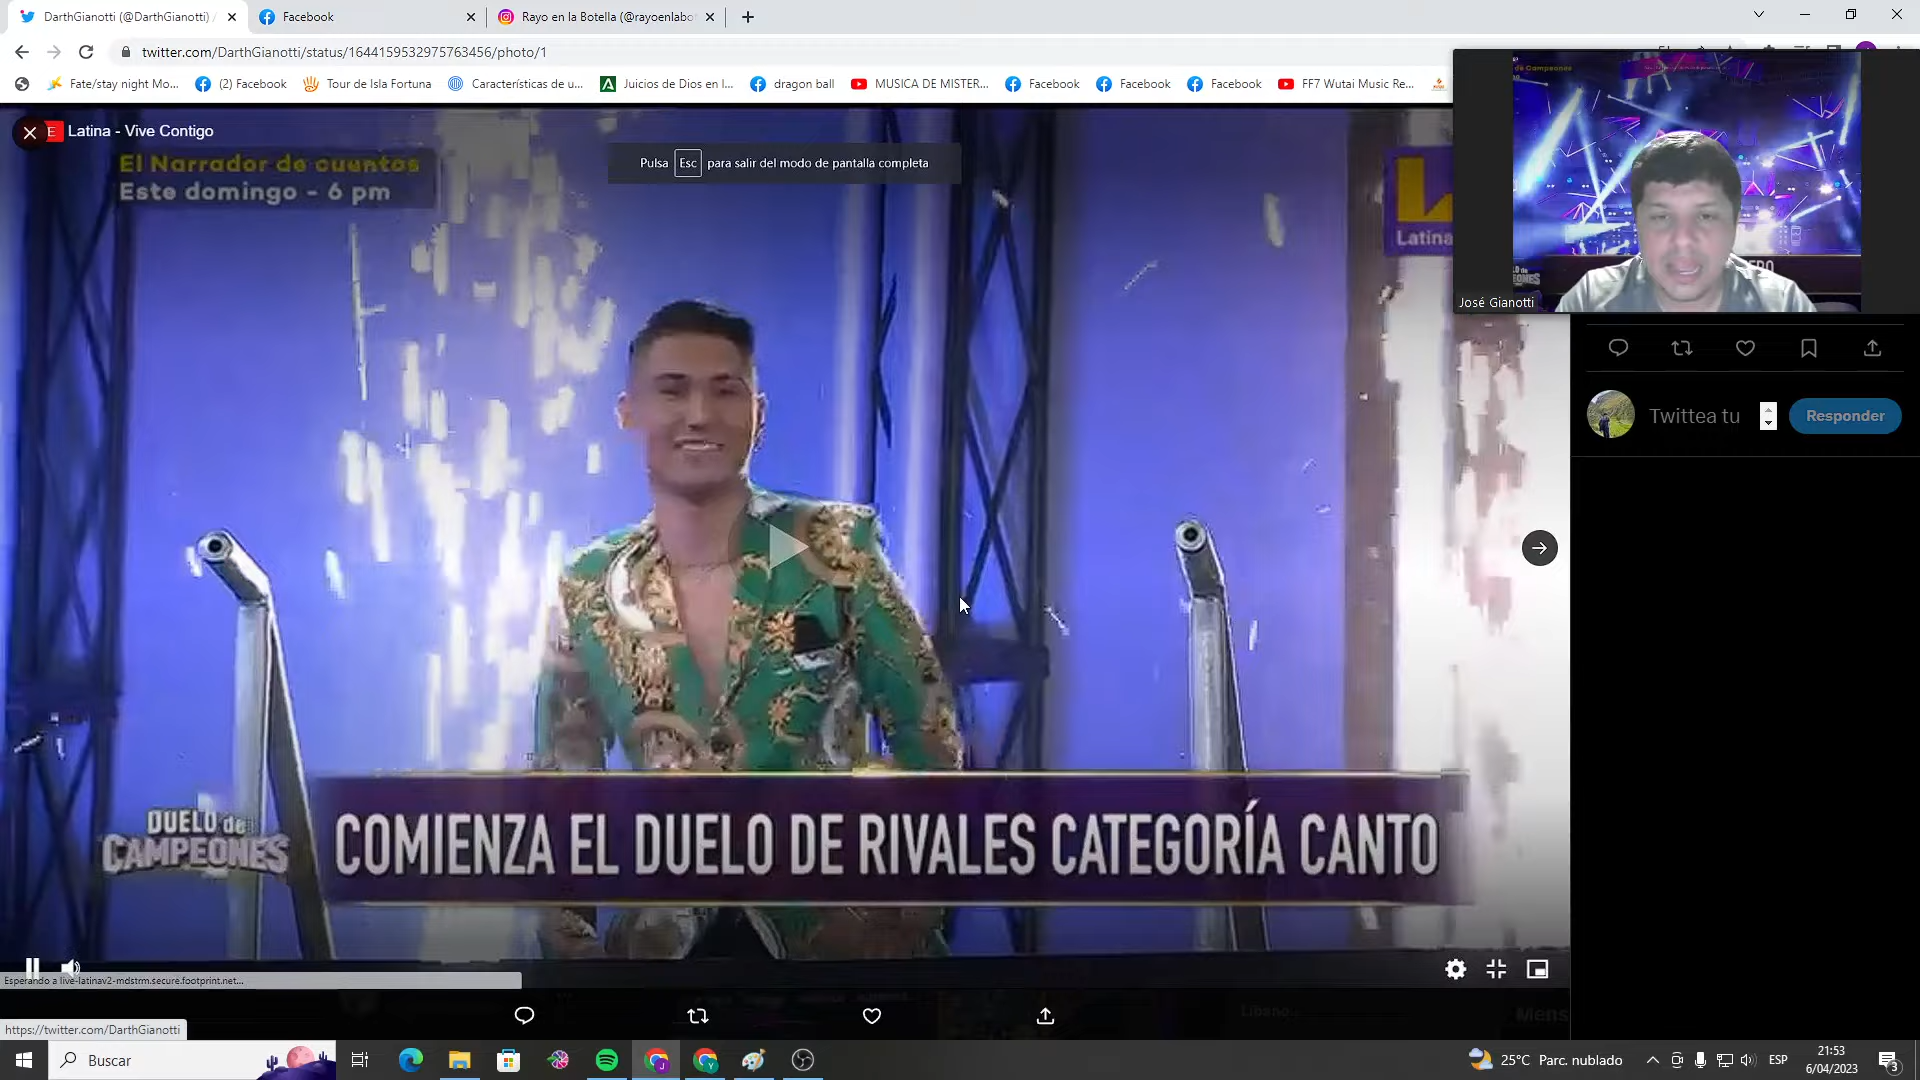 DarthGianotti (@DarthGianotti) /
Facebook
Rayo en la Botella (@rayoenlabo
twitter.com/DarthGianotti/status/1644159532975763456/photo/1
Fate/stay night Mo...
(2) Facebook
Tour de Isla Fortuna
Características de u...
Juicios de Dios en l...
dragon ball
MUSICA DE MISTER...
Facebook
Facebook
Facebook
FF7 Wutai Music Re...
E Latina - Vive Contigo
El Narrador de cuentos
Este domingo - 6 pm
Pulsa Esc para salir del modo de pantalla completa
Latina
José Gianotti
Twittea tu
Responder
DUELO de
CAMPEONES
COMIENZA EL DUELO DE RIVALES CATEGORÍA CANTO
Esperando a live-latinav2-mdstrm.secure.footprint.net...
https://twitter.com/DarthGianotti
Buscar
25°C Parc. nublado
ESP
21:53
6/04/2023
3